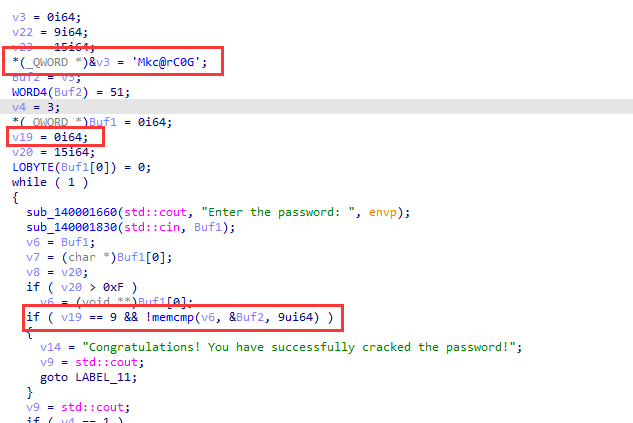 v3 = 0i64;
v22 = 9i64;
v23 = 15i64;
*(_QWORD *)&v3 = 'Mkc@rC0G';
Buf2 = v3;
WORD4(Buf2) = 51;
v4 = 3;
*(_QWORD *)Buf1 = 0i64;
v19 = 0i64;
v20 = 15i64;
LOBYTE(Buf1[0]) = 0;
while ( 1 )
{
sub_140001660(std::cout, "Enter the password: ", envp);
sub_140001830(std::cin, Buf1);
v6 = Buf1;
v7 = (char *)Buf1[0];
v8 = v20;
if ( v20 > 0xF )
v6 = (void **)Buf1[0];
if ( v19 == 9 && !memcmp(v6, &Buf2, 9ui64) )
{
v14 = "Congratulations! You have successfully cracked the password!";
v9 = std::cout;
goto LABEL_11;
}
v9 = std::cout;
if ( v4 == 1 )